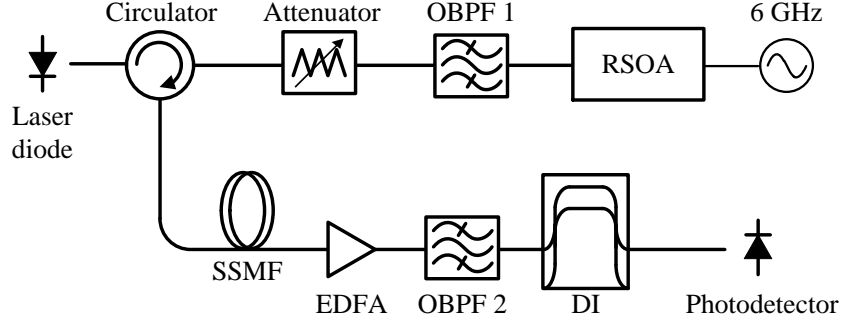 Circulator
Attenuator
OBPF 1
6 GHz
RSOA
Laser
diode
SSMF
EDFA
OBPF 2
DI
Photodetector